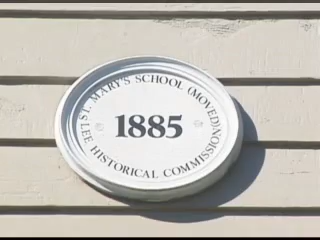 ST. MARY'S SCHOOL (MOVED)
1885
LEE HISTORICAL COMMISSION